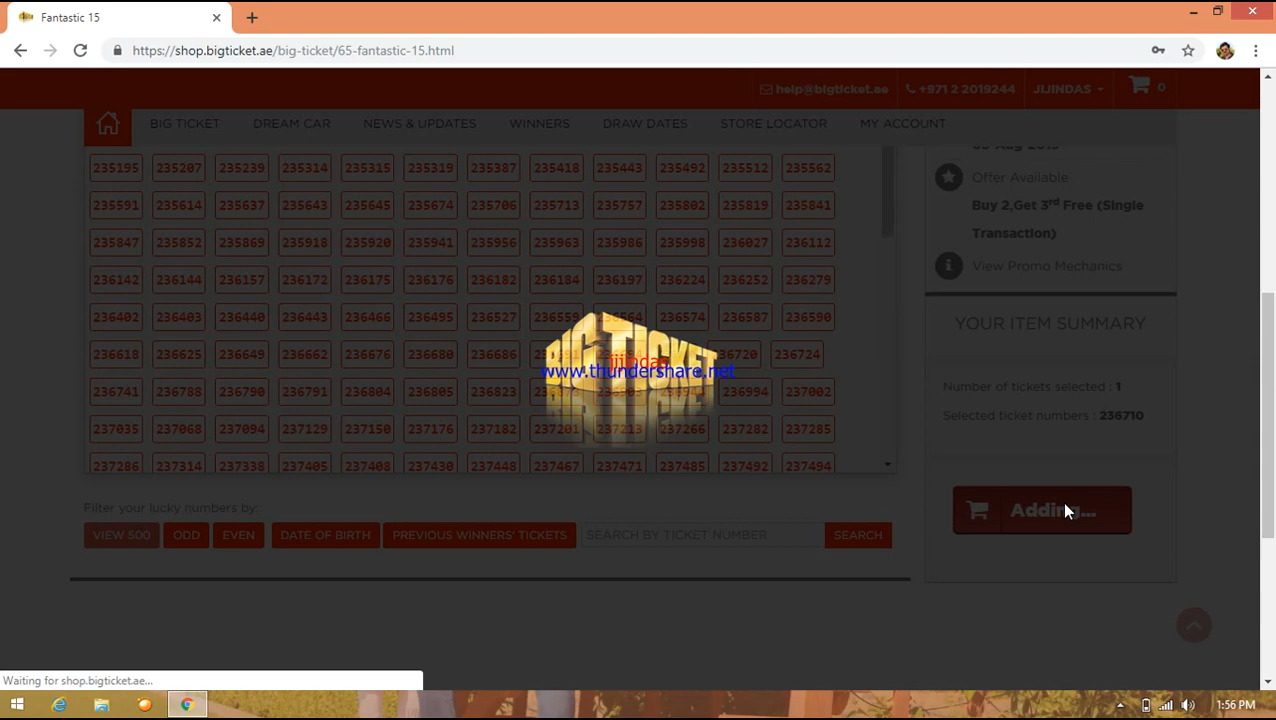 Fantastic 15
https://shop.bigticket.ae/big-ticket/65-fantastic-15.html
help@bigticket.ae +971 2 2019244 JIJINDAS 0
BIG TICKET DREAM CAR NEWS & UPDATES WINNERS DRAW DATES STORE LOCATOR MY ACCOUNT
235195 235207 235239 235314 235315 235319 235387 235418 235443 235492 235512 235562
235591 235614 235637 235643 235645 235674 235706 235713 235757 235802 235819 235841
235847 235852 235869 235918 235920 235941 235956 235963 235986 235998 236027 236112
236142 236144 236157 236172 236175 236176 236182 236184 236197 236224 236252 236279
236402 236403 236440 236443 236466 236495 236527 236559 236564 236574 236587 236590
236618 236625 236649 236662 236676 236680 236686 236724
236741 236788 236790 236791 236804 236805 236823 236994 237002
237035 237068 237094 237129 237150 237176 237182 237201 237213 237266 237282 237285
237286 237314 237338 237405 237408 237430 237448 237467 237471 237485 237492 237494
BIG TICKET
jijindas
www.thundershare.net
Filter your lucky numbers by:
VIEW 500 ODD EVEN DATE OF BIRTH PREVIOUS WINNERS' TICKETS SEARCH BY TICKET NUMBER SEARCH
Offer Available
Buy 2,Get 3rd Free (Single
Transaction)
View Promo Mechanics
YOUR ITEM SUMMARY
Number of tickets selected : 1
Selected ticket numbers : 236710
Adding...
Waiting for shop.bigticket.ae...
1:56 PM